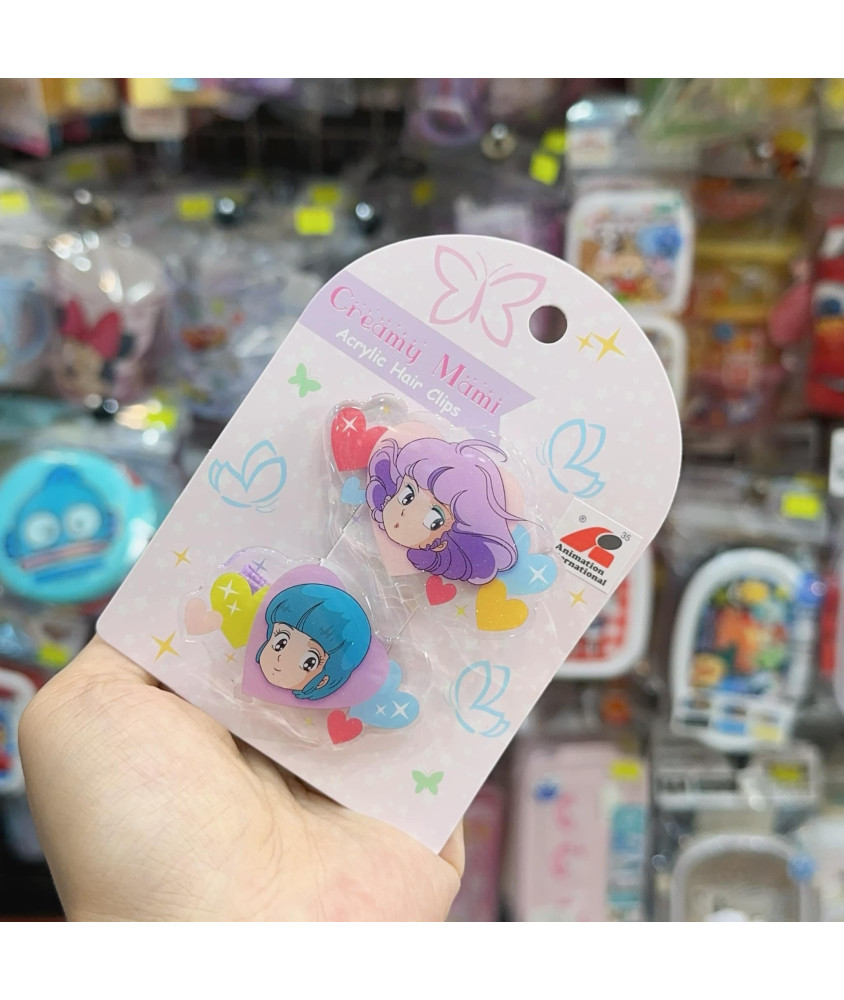 Creamy Mami
Acrylic Hair Clips
®
35
Animation
International